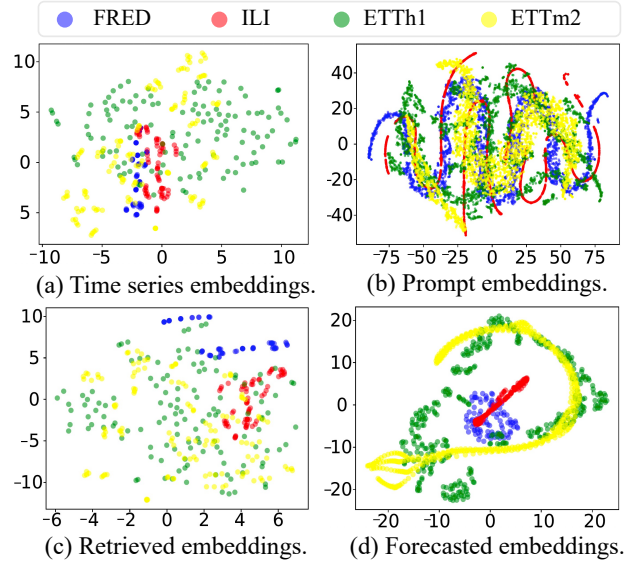 FRED ILI ETTh1 ETTm2
10
5
0
5
−10 −5 0 5 10
(a) Time series embeddings.
40
20
0
−20
−40
−75 −50 −25 0 25 50 75
(b) Prompt embeddings.
10
5
0
−5
−10
−6 −4 −2 0 2 4 6
(c) Retrieved embeddings.
20
10
0
−10
−20
−20 −10 0 10 20
(d) Forecasted embeddings.